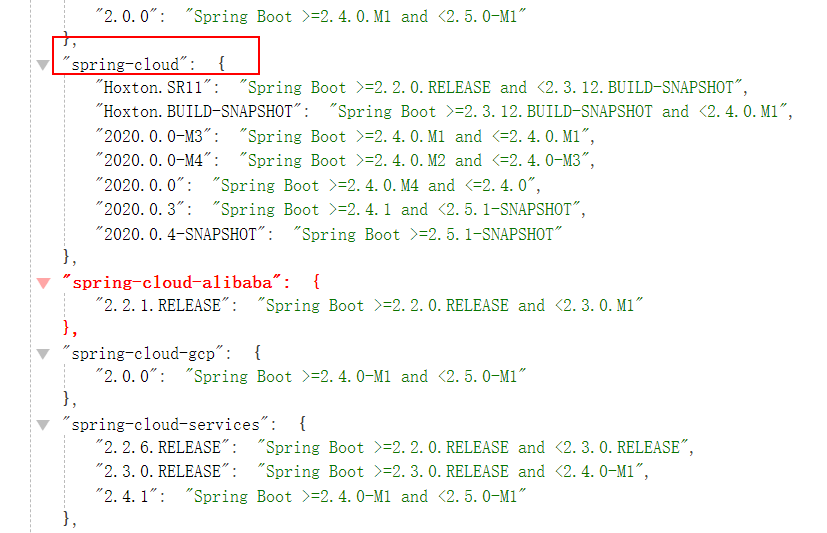 "2.0.0": "Spring Boot >=2.4.0.M1 and <2.5.0-M1"
},
"spring-cloud": {
"Hoxton.SR11": "Spring Boot >=2.2.0.RELEASE and <2.3.12.BUILD-SNAPSHOT",
"Hoxton.BUILD-SNAPSHOT": "Spring Boot >=2.3.12.BUILD-SNAPSHOT and <2.4.0.M1",
"2020.0.0-M3": "Spring Boot >=2.4.0.M1 and <=2.4.0.M1",
"2020.0.0-M4": "Spring Boot >=2.4.0.M2 and <=2.4.0-M3",
"2020.0.0": "Spring Boot >=2.4.0.M4 and <=2.4.0",
"2020.0.3": "Spring Boot >=2.4.1 and <2.5.1-SNAPSHOT",
"2020.0.4-SNAPSHOT": "Spring Boot >=2.5.1-SNAPSHOT"
},
"spring-cloud-alibaba": {
"2.2.1.RELEASE": "Spring Boot >=2.2.0.RELEASE and <2.3.0.M1"
},
"spring-cloud-gcp": {
"2.0.0": "Spring Boot >=2.4.0-M1 and <2.5.0-M1"
},
"spring-cloud-services": {
"2.2.6.RELEASE": "Spring Boot >=2.2.0.RELEASE and <2.3.0.RELEASE",
"2.3.0.RELEASE": "Spring Boot >=2.3.0.RELEASE and <2.4.0-M1",
"2.4.1": "Spring Boot >=2.4.0-M1 and <2.5.0-M1"
},